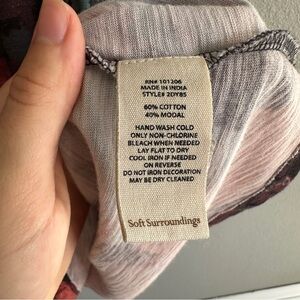 RN# 101206
MADE IN INDIA
STYLE# 2DY85
60% COTTON
40% MODAL
HAND WASH COLD
ONLY NON-CHLORINE
BLEACH WHEN NEEDED
LAY FLAT TO DRY
COOL IRON IF NEEDED
ON REVERSE
DO NOT IRON DECORATION
MAY BE DRY CLEANED
Soft Surroundings